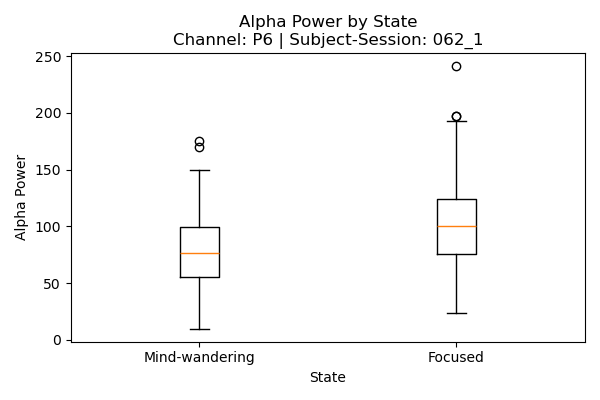 Alpha Power by State
Channel: P6 | Subject-Session: 062_1
250
200
150
100
50
0
Alpha Power
Mind-wandering
Focused
State